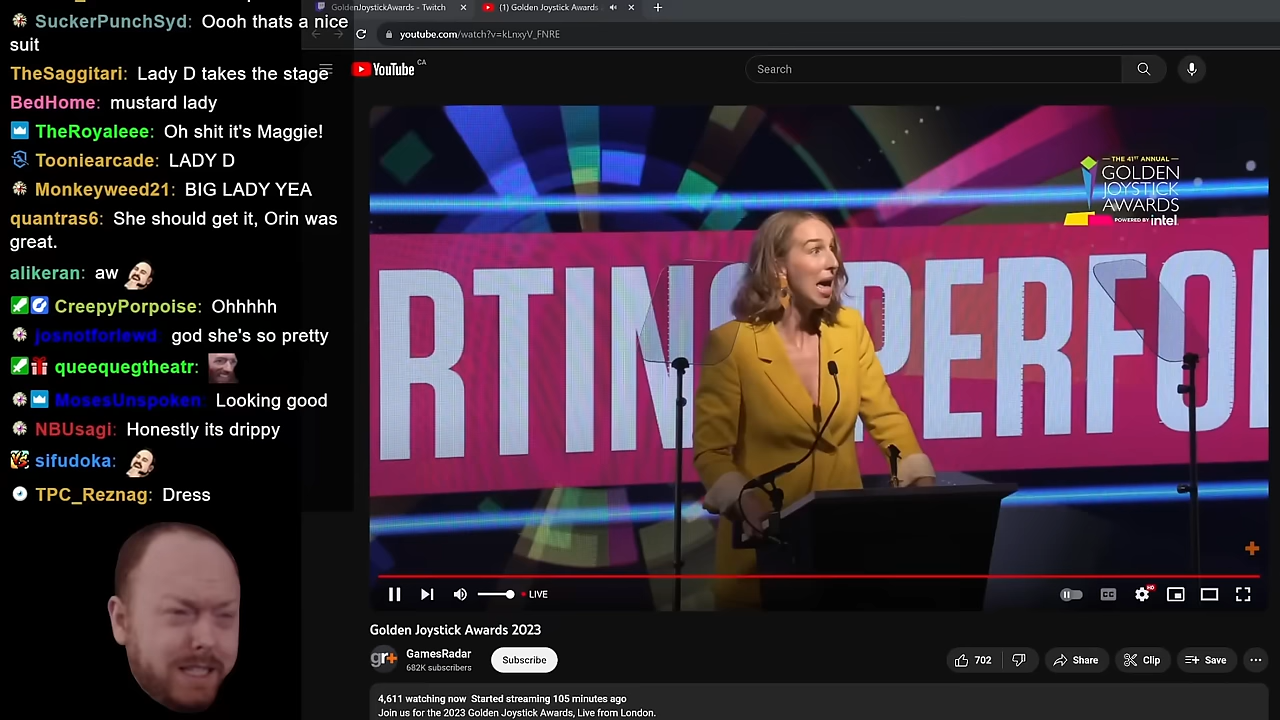 SuckerPunchSyd: Oooh thats a nice
suit
TheSaggitari: Lady D takes the stage
BedHome: mustard lady
TheRoyaleee: Oh shit it's Maggie!
Tooniearcade: LADY D
Monkeyweed21: BIG LADY YEA
quantras6: She should get it, Orin was
great.
alikeran: aw
CreepyPorpoise: Ohhhhh
josnotforlewd god she's so pretty
queequegtheatr:
MosesUnspoken: Looking good
NBUsagi: Honestly its drippy
sifudoka:
TPC_Reznag: Dress
GoldenJoystickAwards - Twitch
(1) Golden Joystick Awards
youtube.com/watch?v=kLnxyV_FNRE
YouTube CA
Search
THE 41ST ANNUAL
GOLDEN
JOYSTICK
AWARDS
POWERED BY intel.
RTING PERFO
LIVE
CC
HD
Golden Joystick Awards 2023
gr+
GamesRadar
682K subscribers
Subscribe
702
Share
Clip
Save
4,611 watching now Started streaming 105 minutes ago
Join us for the 2023 Golden Joystick Awards, Live from London.